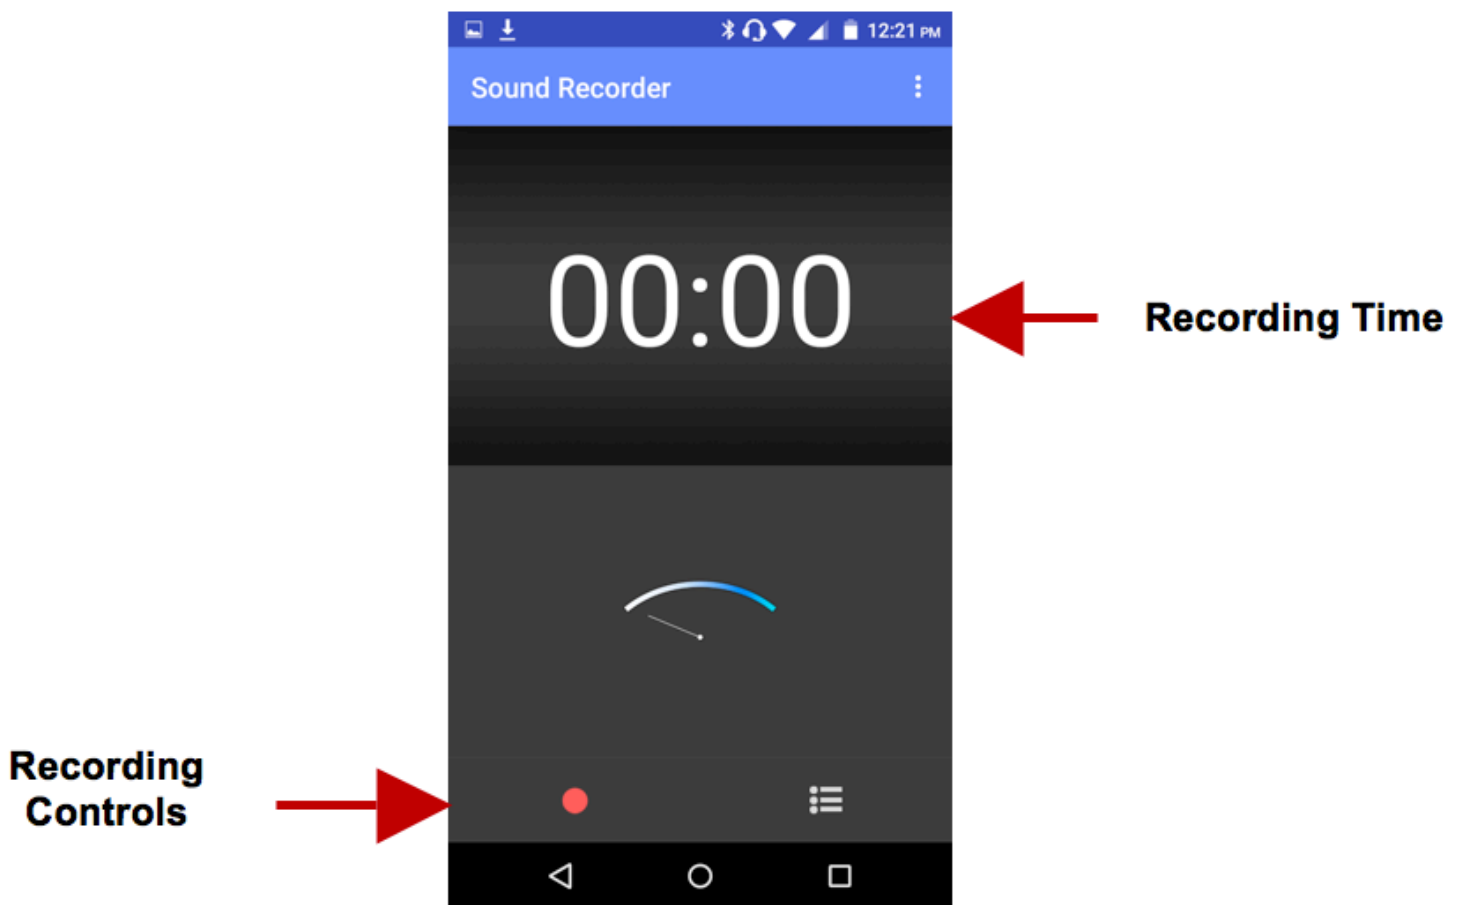 12:21 PM
Sound Recorder
00:00
Recording Time
Recording
Controls